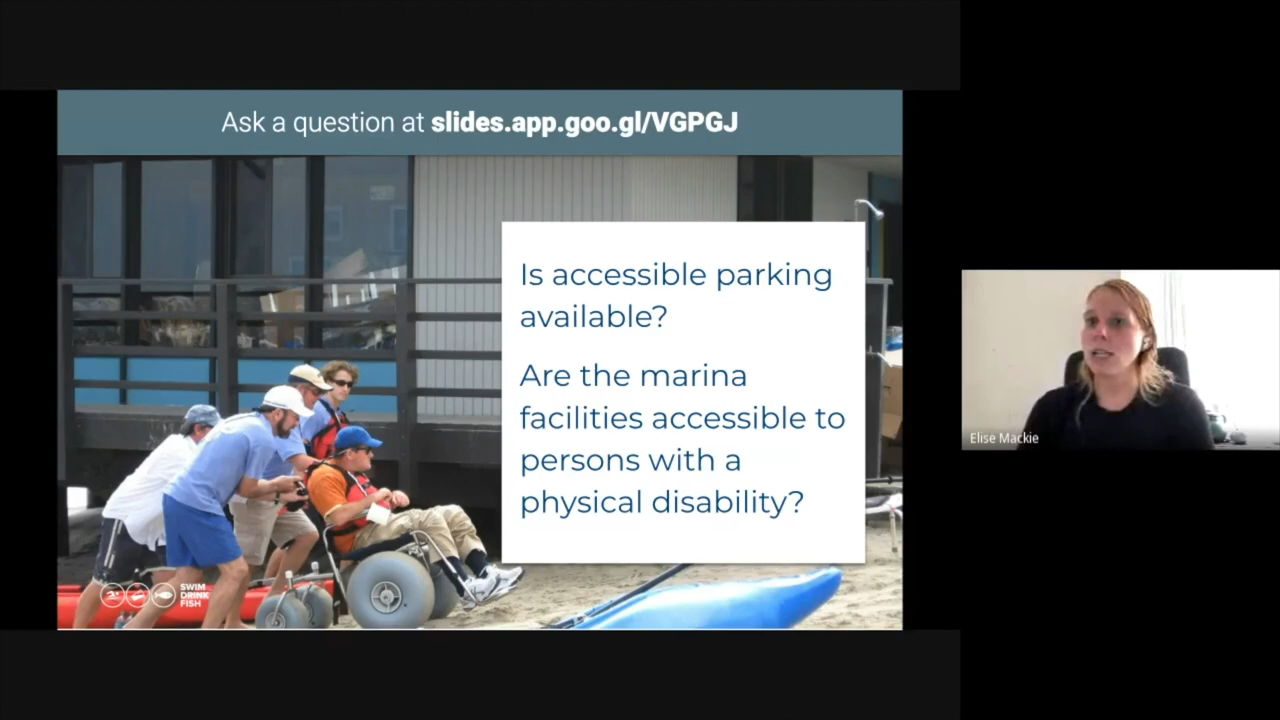 Ask a question at slides.app.goo.gl/VGPGJ
Is accessible parking
available?
Are the marina
facilities accessible to
persons with a
physical disability?
Elise Mackie
SWIM
DRINK
FISH